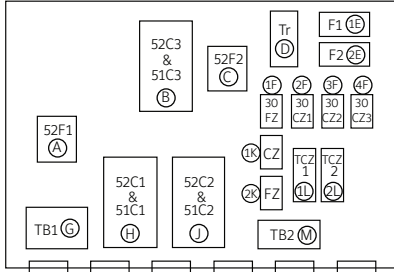 52C3
&
51C3
B
52F2
C
Tr
D
F1 1E
F2 2E
1F 2F 3F 4F
30 30 30 30
FZ CZ1 CZ2 CZ3
52F1
A
1K CZ
2K FZ
TCZ TCZ
1 2
1L 2L
52C1
&
51C1
H
52C2
&
51C2
J
TB1 G
TB2 M